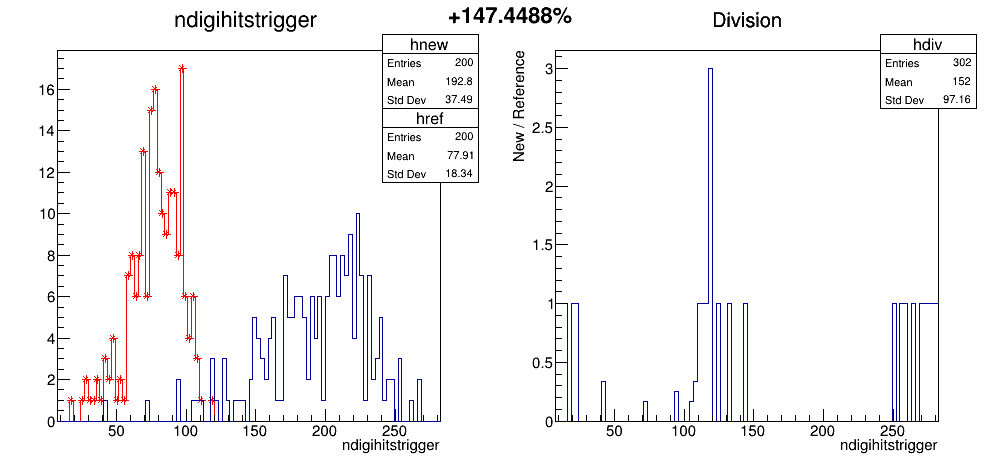 +147.4488%
ndigihitstrigger
hnew
Entries 200
Mean 192.8
Std Dev 37.49
href
Entries 200
Mean 77.91
Std Dev 18.34
16
14
12
10
8
6
4
2
0
50 100 150 200 250
ndigihitstrigger
Division
hdiv
Entries 302
Mean 152
Std Dev 97.16
New / Reference
3
2.5
2
1.5
1
0.5
0
50 100 150 200 250
ndigihitstrigger